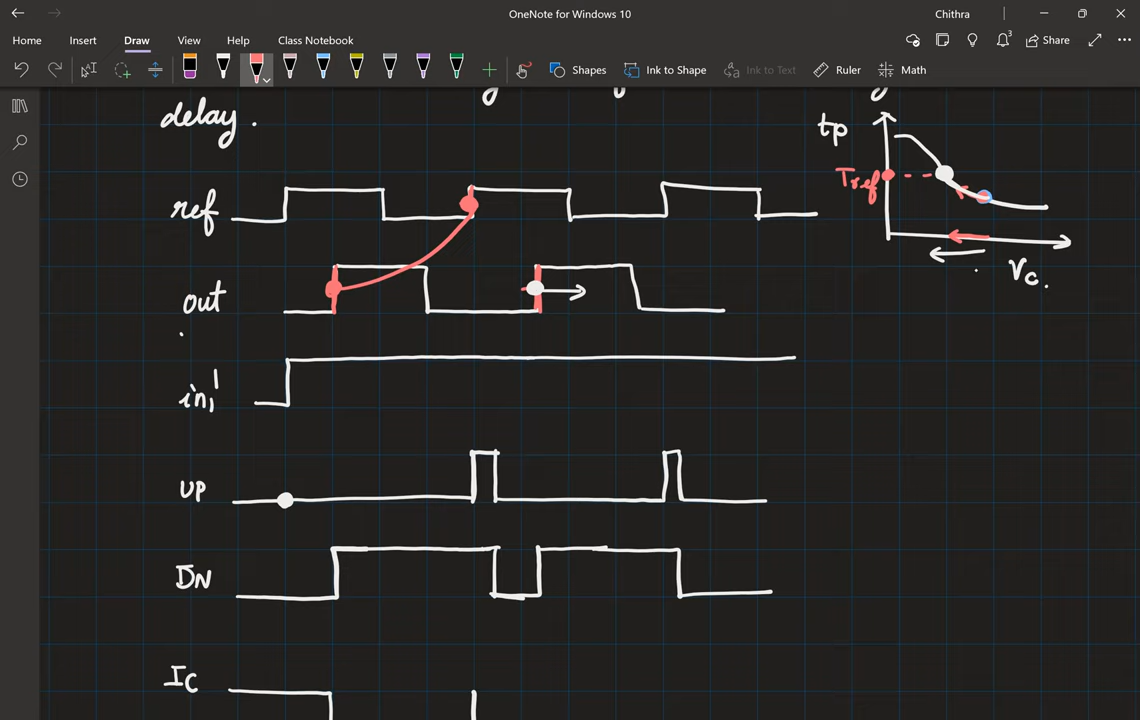 OneNote for Windows 10
Chithra
Home Insert Draw View Help Class Notebook
Share
Shapes Ink to Shape Ink to Text Ruler Math
delay.
tp
Tref
Vc.
ref
out
in,'
UP
DN
Ic